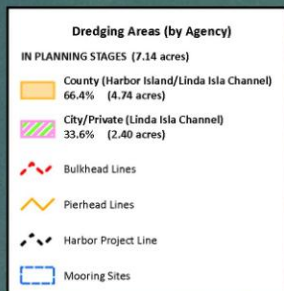 Dredging Areas (by Agency)
IN PLANNING STAGES (7.14 acres)
County (Harbor Island/Linda Isla Channel)
66.4% (4.74 acres)
City/Private (Linda Isla Channel)
33.6% (2.40 acres)
Bulkhead Lines
Pierhead Lines
Harbor Project Line
Mooring Sites